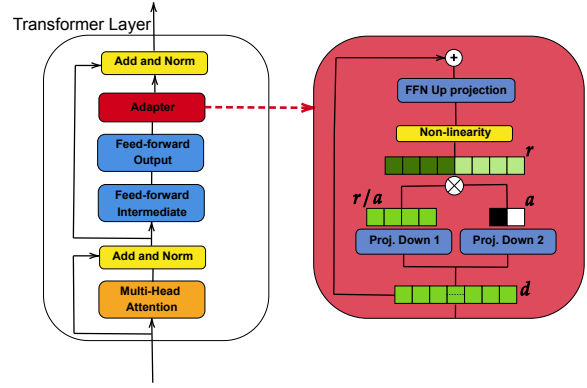 Transformer Layer
Add and Norm
Adapter
Feed-forward
Output
Feed-forward
Intermediate
Add and Norm
Multi-Head
Attention
+
FFN Up projection
Non-linearity
r
r/a
a
Proj. Down 1
Proj. Down 2
d